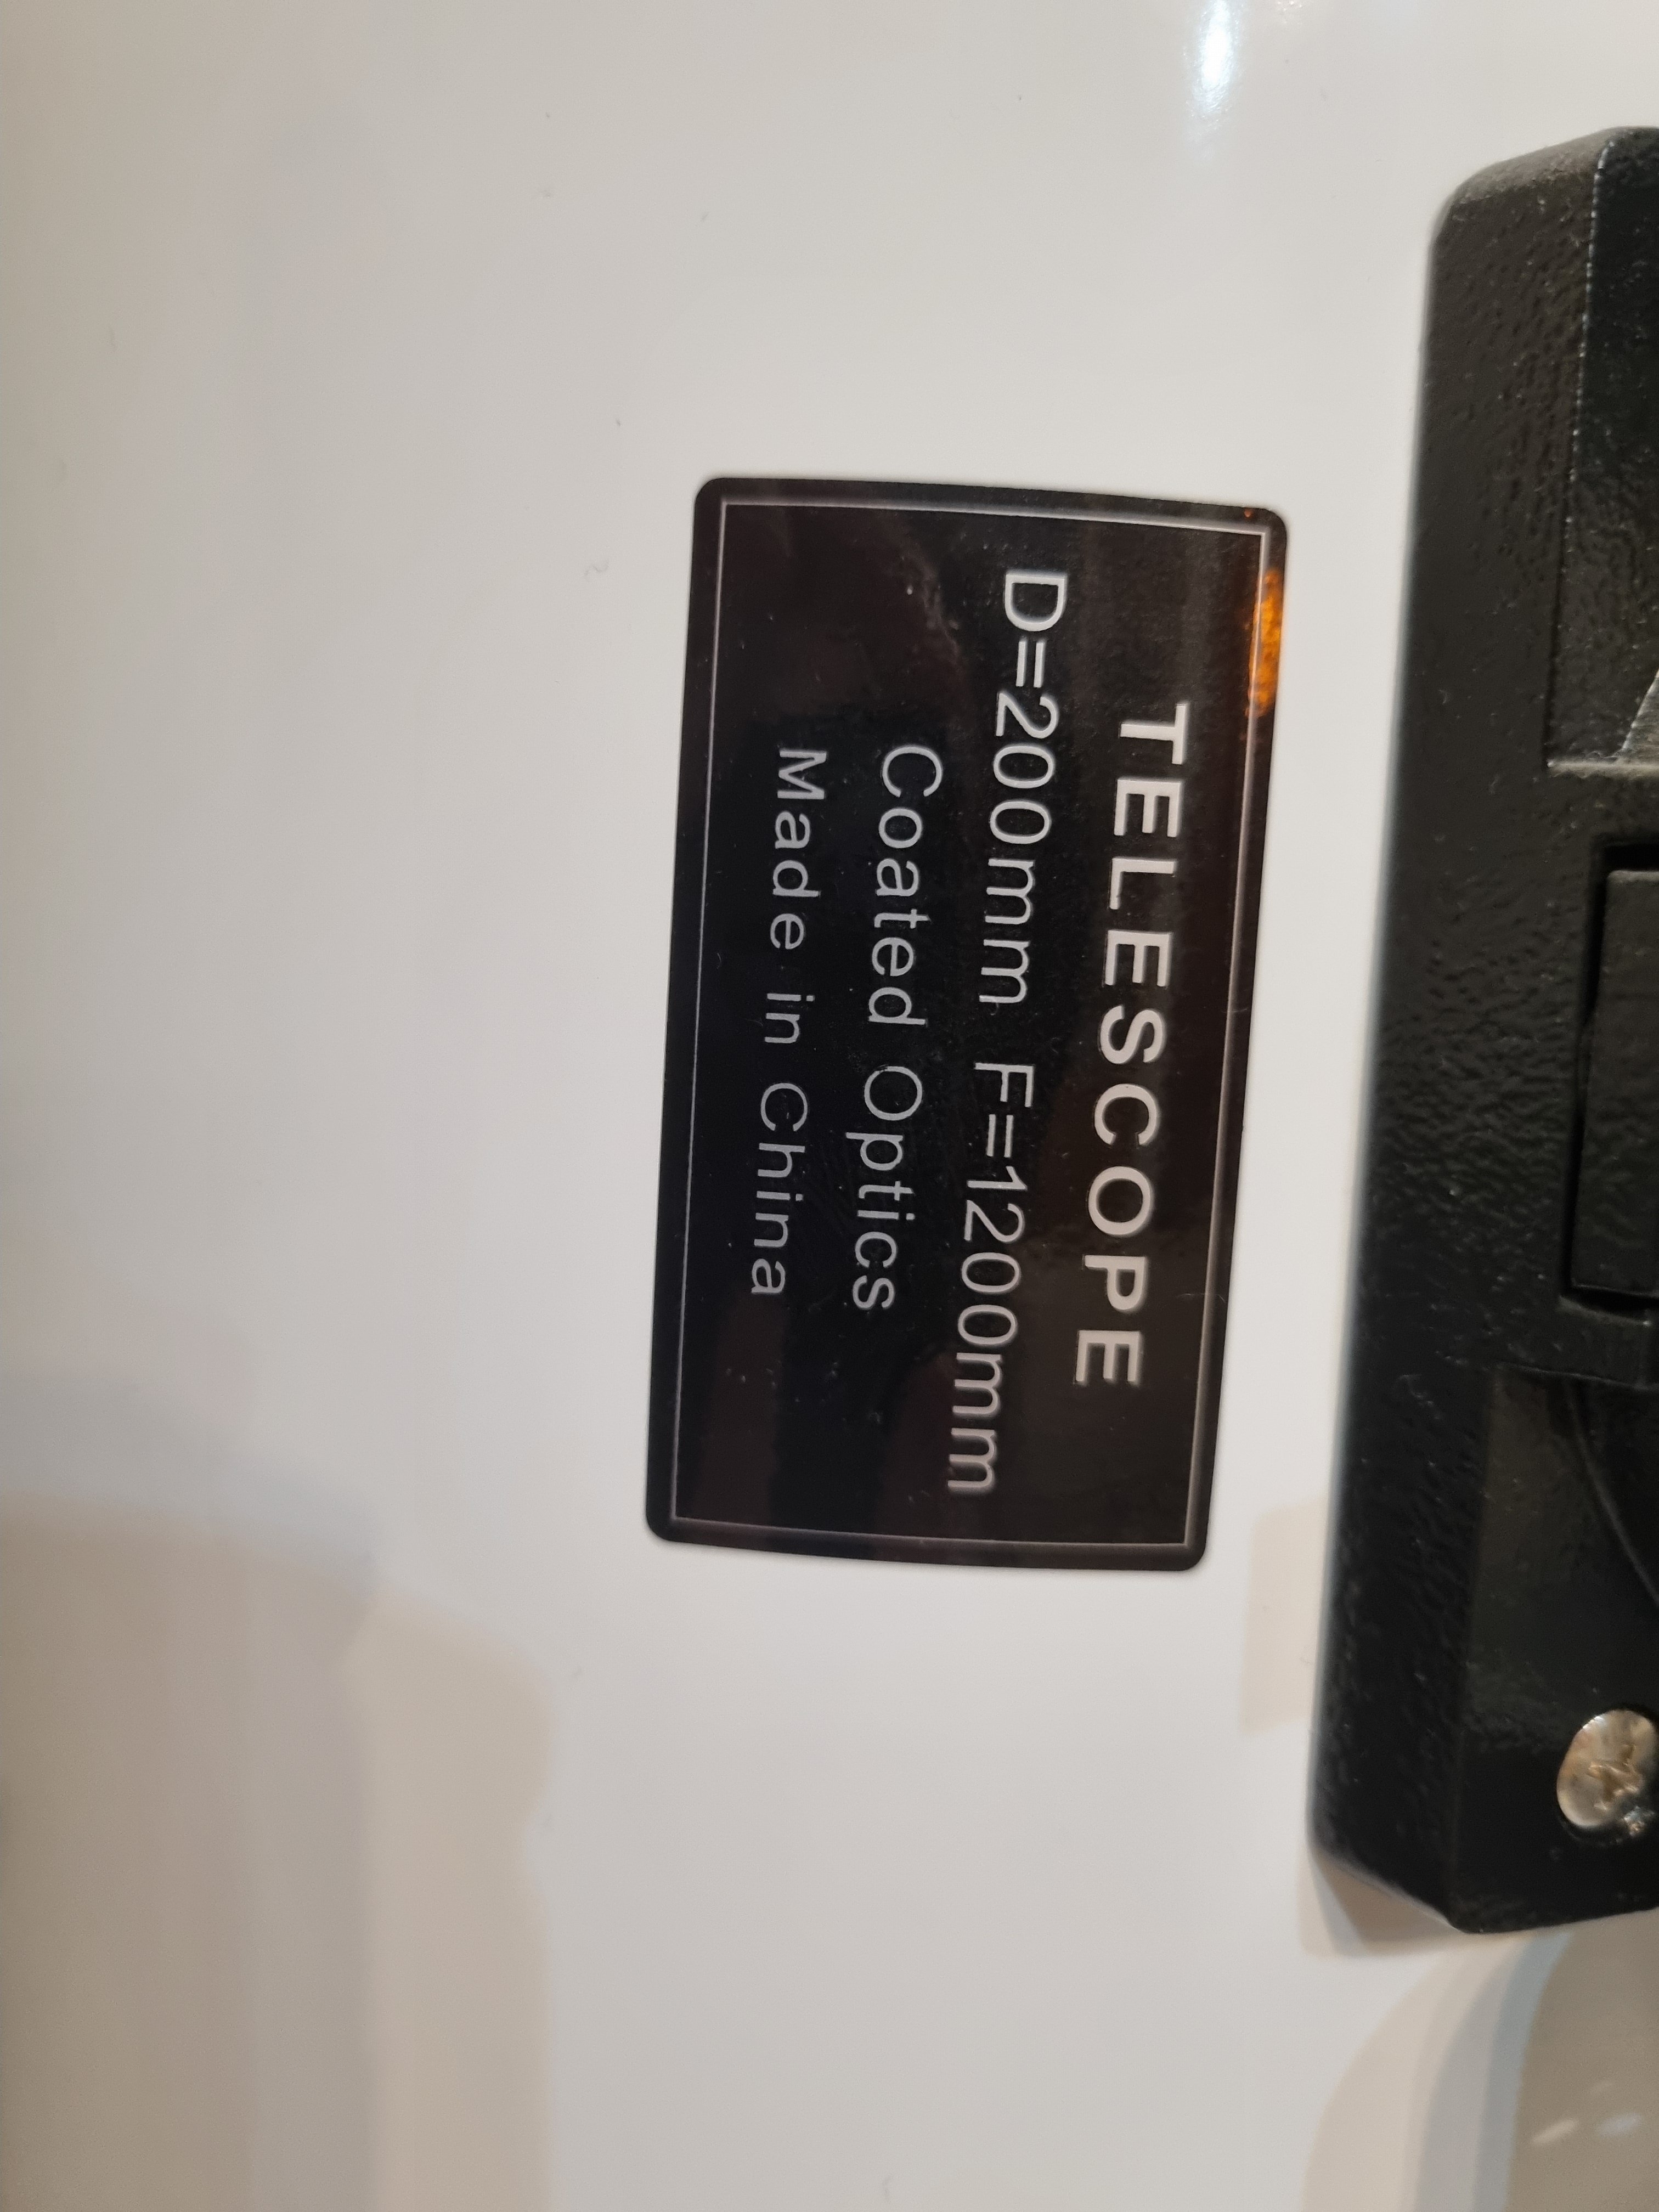 TELESCOPE
D=200mm F=1200mm
Coated Optics
Made in China